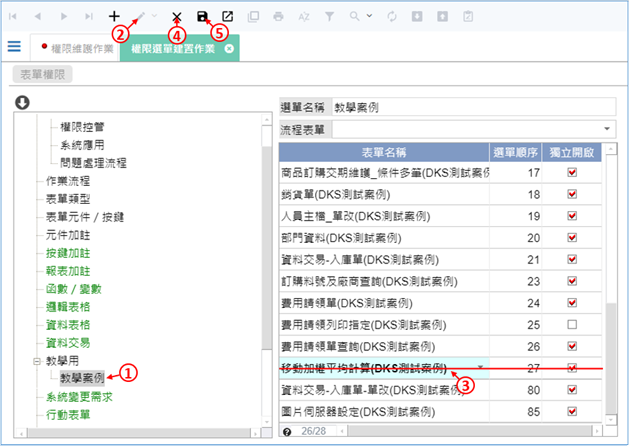 ② ④ ⑤
權限維護作業 權限選單建置作業
表單權限
權限控管
系統應用
問題處理流程
作業流程
表單類型
表單元件 / 按鍵
元件加註
按鍵加註
報表加註
函數 / 變數
邏輯表格
資料表格
資料交易
教學用
教學案例 ①
系統變更需求
行動表單
選單名稱 教學案例
流程表單
表單名稱 選單順序 獨立開啟
商品訂購交期維護_條件多筆(DKS測試案例 17
銷貨單(DKS測試案例) 18
人員主檔_單改(DKS測試案例) 19
部門資料(DKS測試案例) 20
資料交易-入庫單(DKS測試案例) 21
訂購料號及廠商查詢(DKS測試案例) 23
費用請領單(DKS測試案例) 24
費用請領列印指定(DKS測試案例) 25
費用請領單查詢(DKS測試案例) 26
移動加權平均計算(DKS測試案例) 27
③
資料交易-入庫單-單改(DKS測試案例) 80
圖片伺服器設定(DKS測試案例) 85
26/28